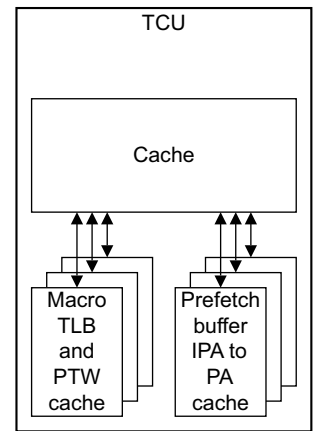 TCU
Cache
Macro
TLB
and
PTW
cache
Prefetch
buffer
IPA to
PA
cache